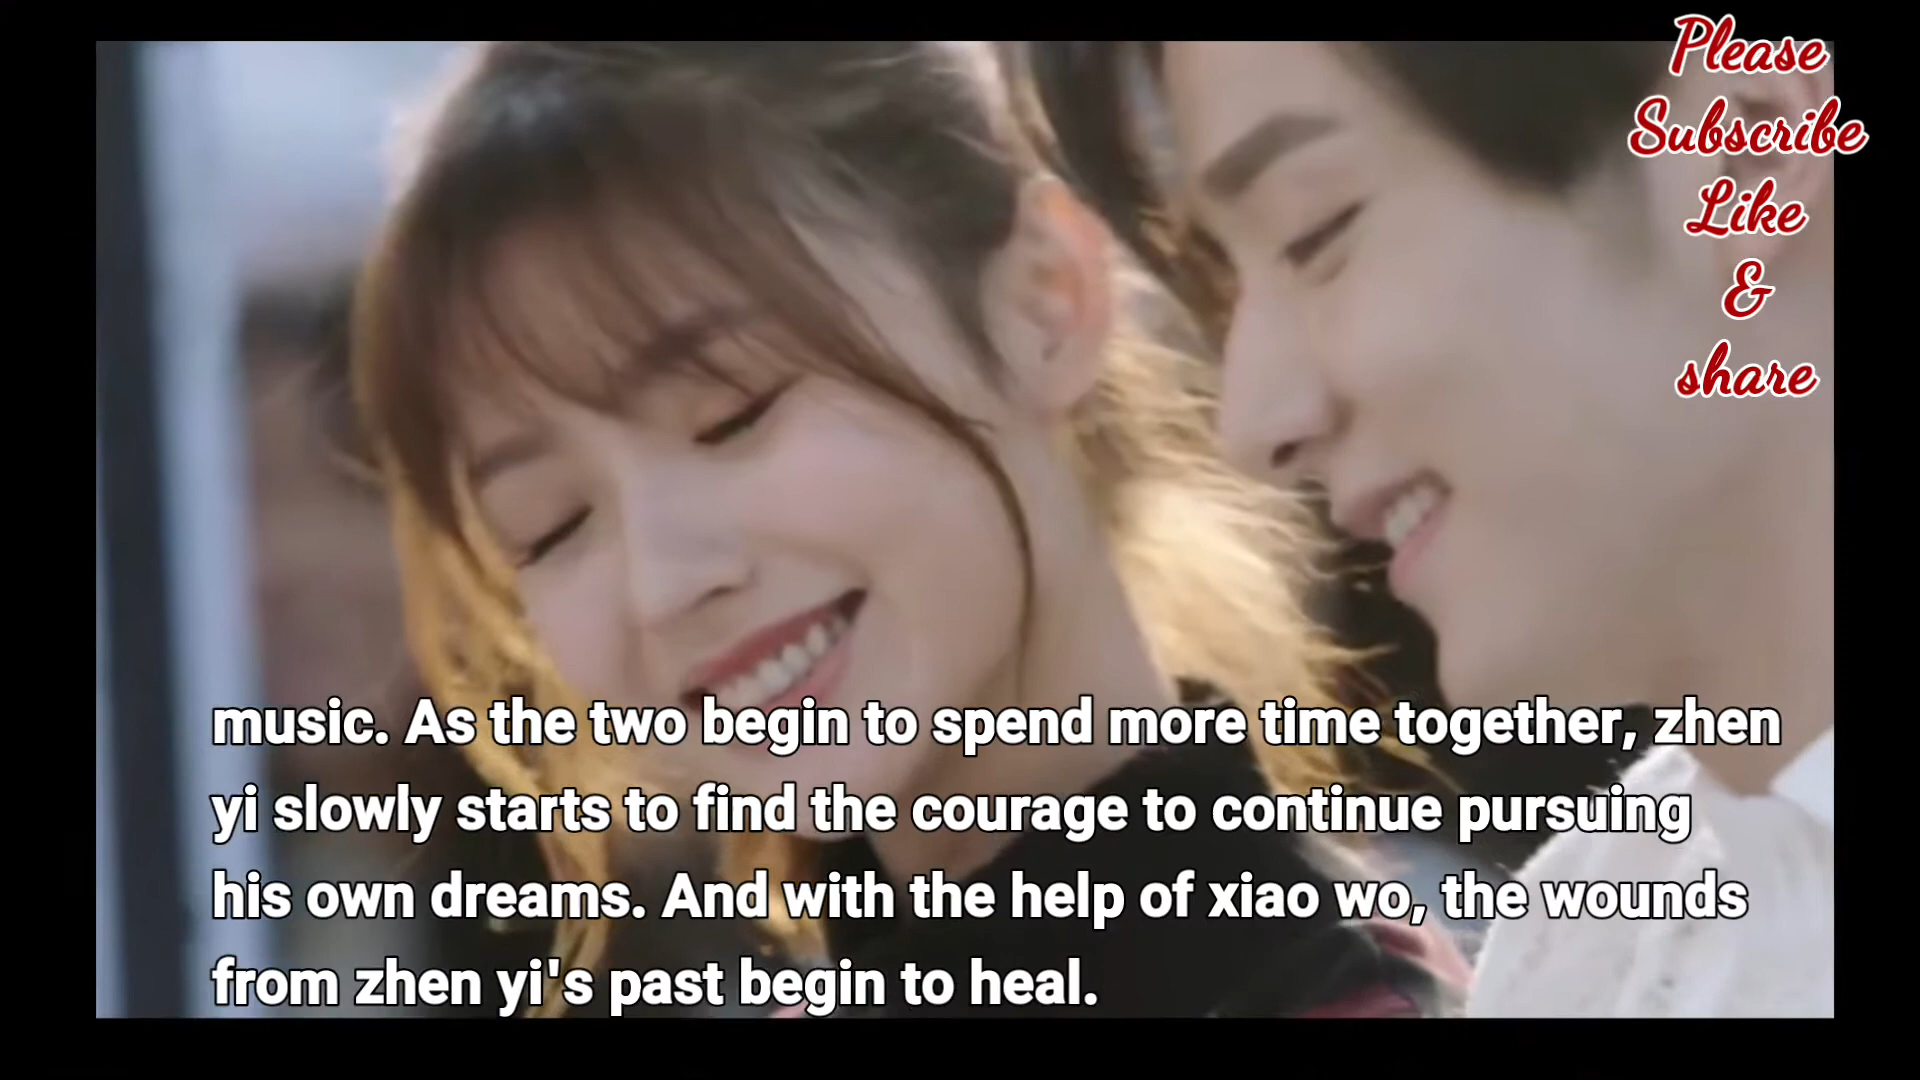 Please
Subscribe
Like
&
share
music. As the two begin to spend more time together, zhen
yi slowly starts to find the courage to continue pursuing
his own dreams. And with the help of xiao wo, the wounds
from zhen yi's past begin to heal.